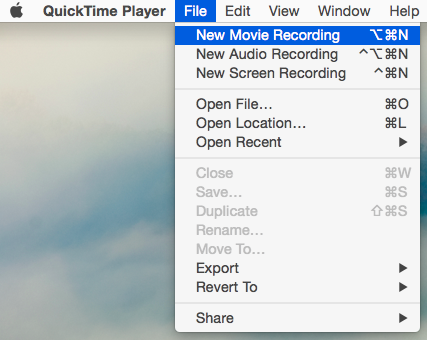 QuickTime Player File Edit View Window Help
New Movie Recording ⌥⌘N
New Audio Recording ^⌥⌘N
New Screen Recording ^⌘N
Open File... ⌘O
Open Location... ⌘L
Open Recent ▶
Close ⌘W
Save... ⌘S
Duplicate ⇧⌘S
Rename...
Move To...
Export ▶
Revert To ▶
Share ▶